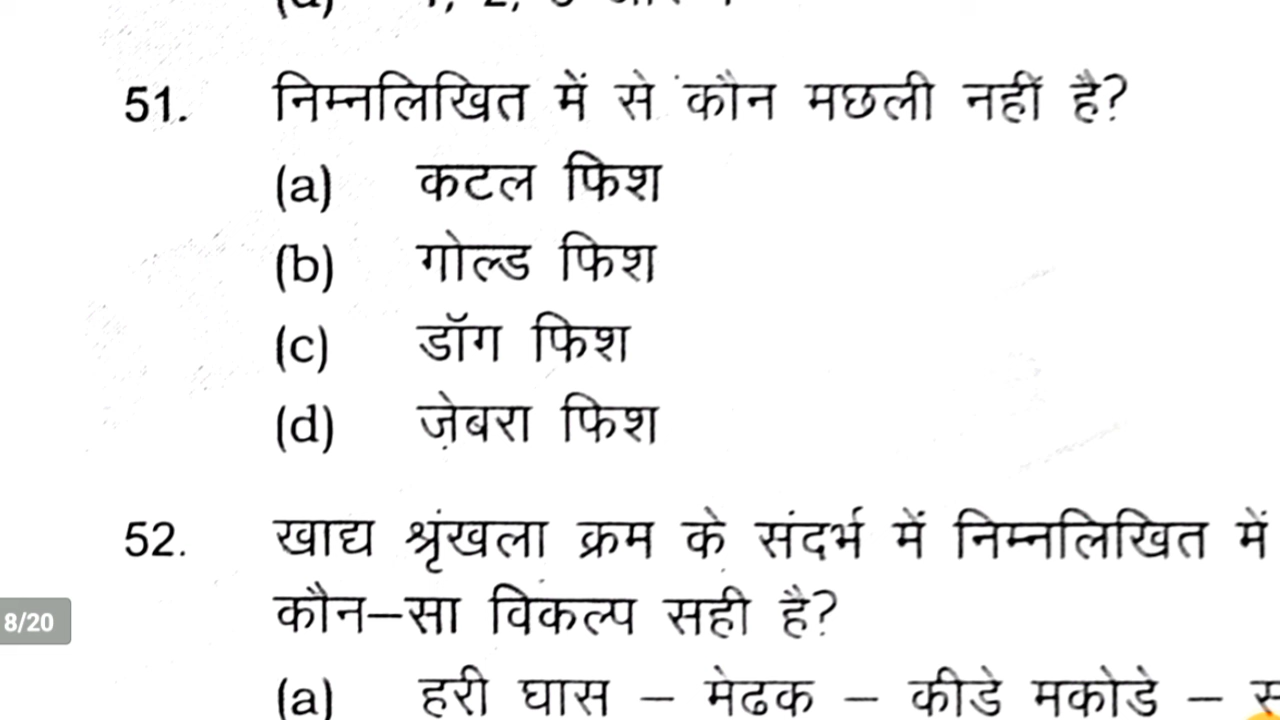 51. निम्नलिखित में से कौन मछली नहीं है?
(a) कटल फिश
(b) गोल्ड फिश
(c) डॉग फिश
(d) ज़ेबरा फिश
52. खाद्य श्रृंखला क्रम के संदर्भ में निम्नलिखित में
कौन–सा विकल्प सही है?
8/20
(a) हरी घास – मेढक – कीडे मकोडे –